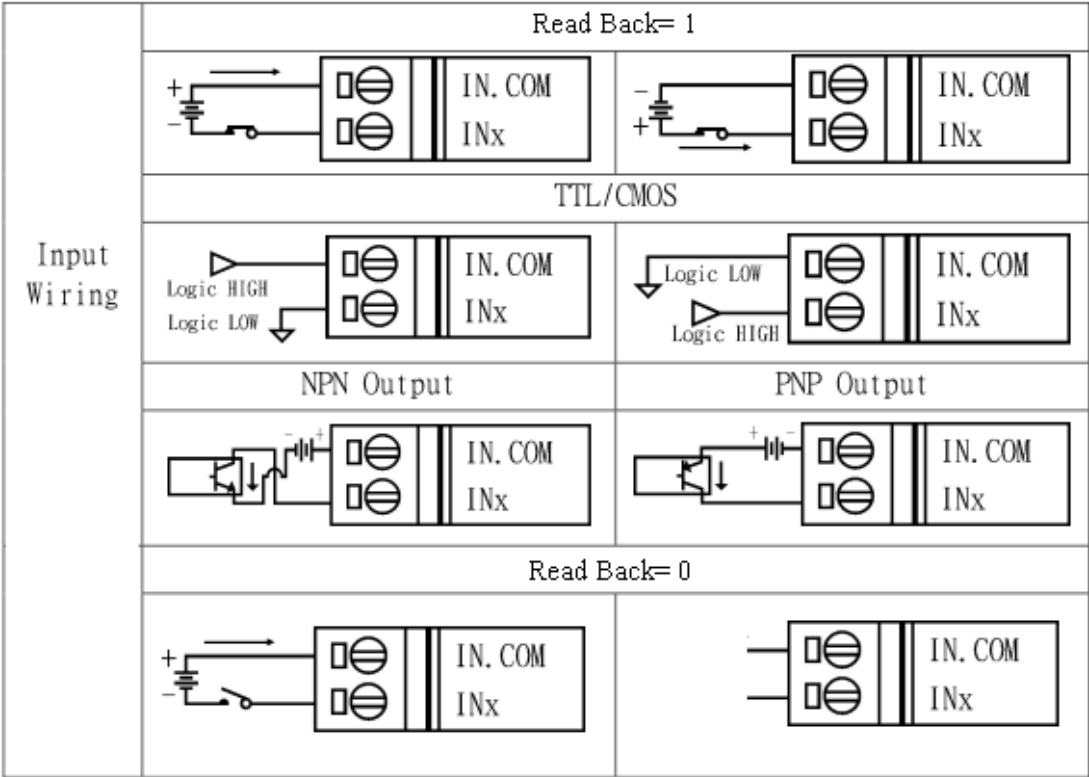 Read Back= 1
+
−
IN. COM
INx
−
+
IN. COM
INx
TTL/CMOS
Input
Wiring
Logic HIGH
Logic LOW
IN. COM
INx
Logic LOW
Logic HIGH
IN. COM
INx
NPN Output
PNP Output
- +
IN. COM
INx
+ -
IN. COM
INx
Read Back= 0
+
−
IN. COM
INx
IN. COM
INx